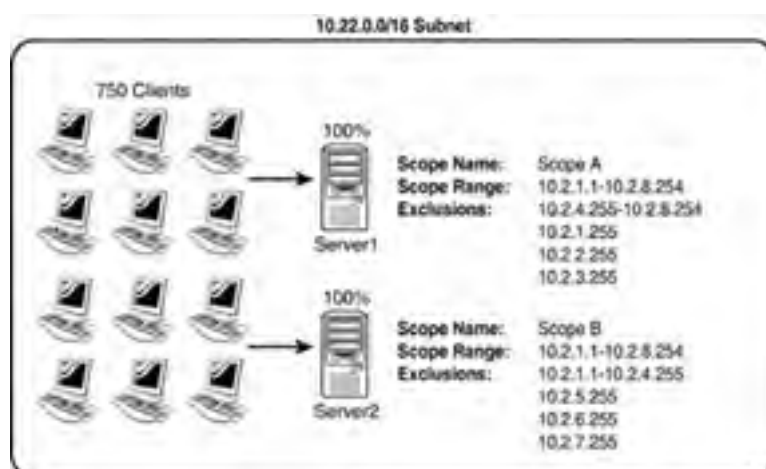 10.22.0.0/16 Subnet
750 Clients
100%
Server1
Scope Name: Scope A
Scope Range: 10.2.1.1-10.2.8.254
Exclusions: 10.2.4.255-10.2.8.254
10.2.1.255
10.2.2.255
10.2.3.255
100%
Server2
Scope Name: Scope B
Scope Range: 10.2.1.1-10.2.8.254
Exclusions: 10.2.1.1-10.2.4.255
10.2.5.255
10.2.6.255
10.2.7.255